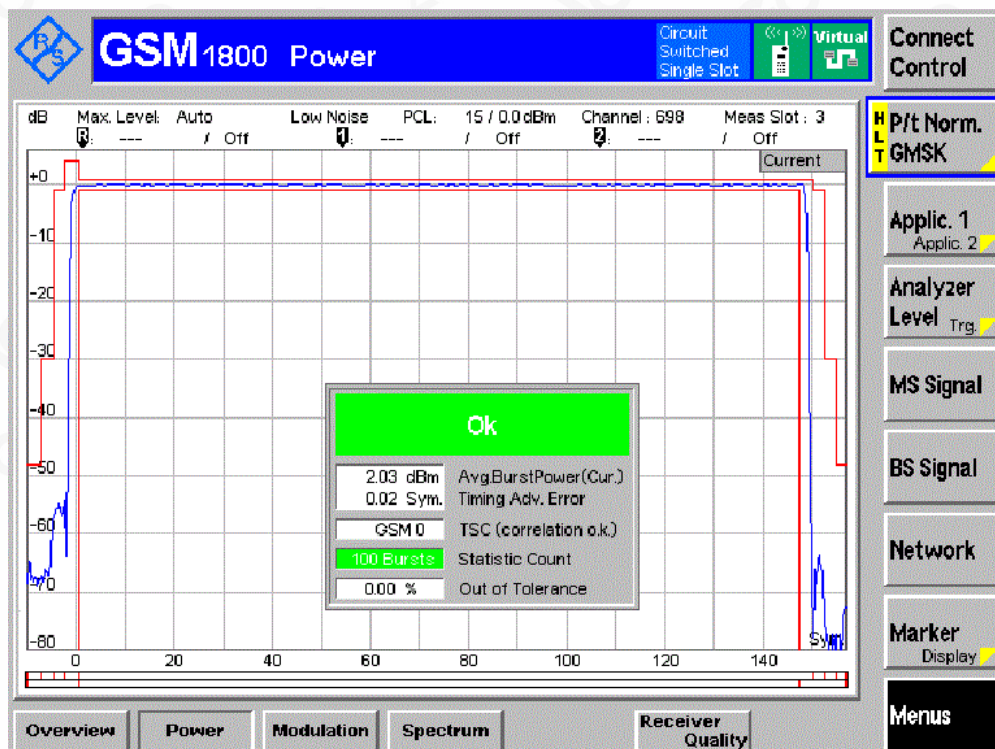 R/S
GSM 1800 Power
Circuit
Switched
Single Slot
Virtual
Connect
Control
dB Max. Level: Auto Low Noise PCL: 15 / 0.0 dBm Channel : 698 Meas Slot : 3
R: --- / Off 1: --- / Off 2: --- / Off
Current
HLT
P/t Norm.
GMSK
Applic. 1
Applic. 2
Analyzer
Level Trg.
MS Signal
BS Signal
Network
Marker
Display
Menus
+0
-10
-20
-30
-40
-50
-60
-70
-80
Ok
2.03 dBm Avg.BurstPower(Cur.)
0.02 Sym. Timing Adv. Error
GSM 0 TSC (correlation o.k.)
100 Bursts Statistic Count
0.00 % Out of Tolerance
Sym.
0 20 40 60 80 100 120 140
Overview Power Modulation Spectrum Receiver
Quality